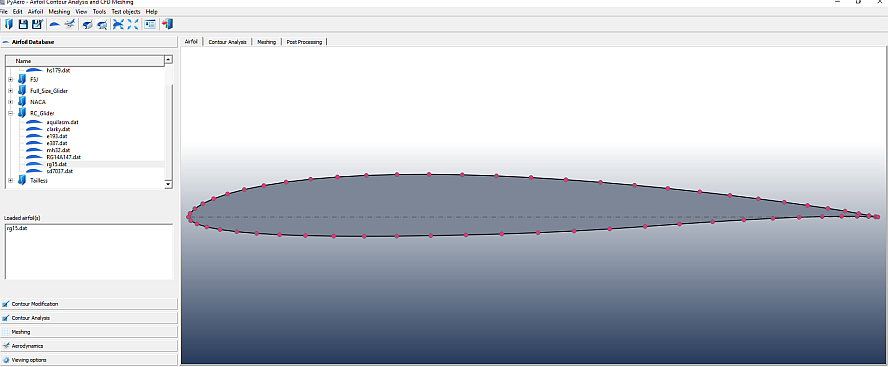 PyAero - Airfoil Contour Analysis and CFD Meshing
File Edit Airfoil Meshing View Tools Test objects Help
Airfoil Database
Airfoil Contour Analysis Meshing Post Processing
Name
hs179.dat
FSJ
Full_Size_Glider
NACA
RC_Glider
aquilasm.dat
clarky.dat
e193.dat
e387.dat
mh32.dat
RG14A147.dat
rg15.dat
sd7037.dat
Tailless
Loaded airfoil(s)
rg15.dat
Contour Modification
Contour Analysis
Meshing
Aerodynamics
Viewing options